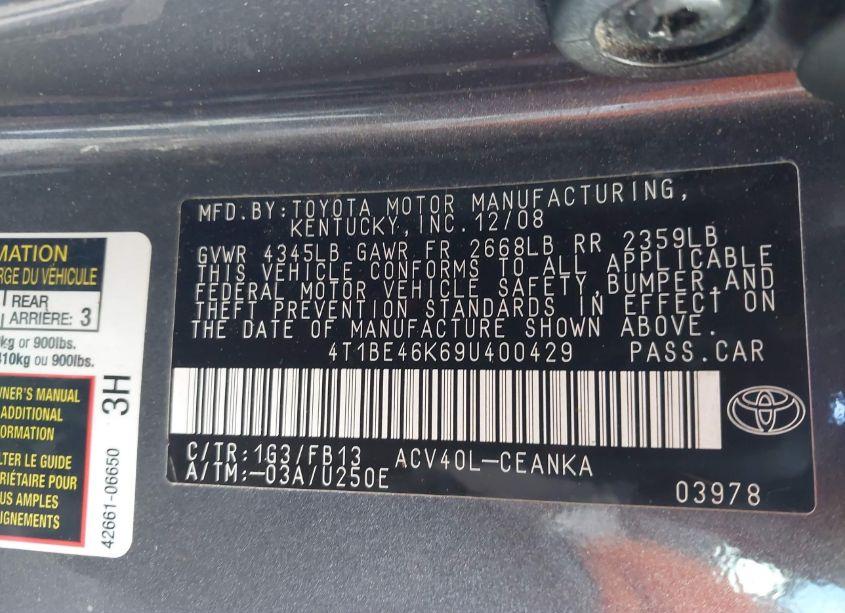 MFD.BY:TOYOTA MOTOR MANUFACTURING,
KENTUCKY,INC.12/08
GVWR 4345LB GAWR FR 2668LB RR 2359LB
THIS VEHICLE CONFORMS TO ALL APPLICABLE
FEDERAL MOTOR VEHICLE SAFETY,BUMPER,AND
THEFT PREVENTION STANDARDS IN EFFECT ON
THE DATE OF MANUFACTURE SHOWN ABOVE.
4T1BE46K69U400429 PASS.CAR
C/TR:1G3/FB13 ACV40L-CEANKA
A/TM:-03A/U250E
03978
MATION
RGE DU VÉHICULE
REAR
ARRIÈRE: 3
kg or 900lbs.
410kg ou 900lbs.
WNER'S MANUAL
ADDITIONAL
FORMATION
LTER LE GUIDE
PRIÉTAIRE POUR
US AMPLES
IGNEMENTS
3H
42661-06650